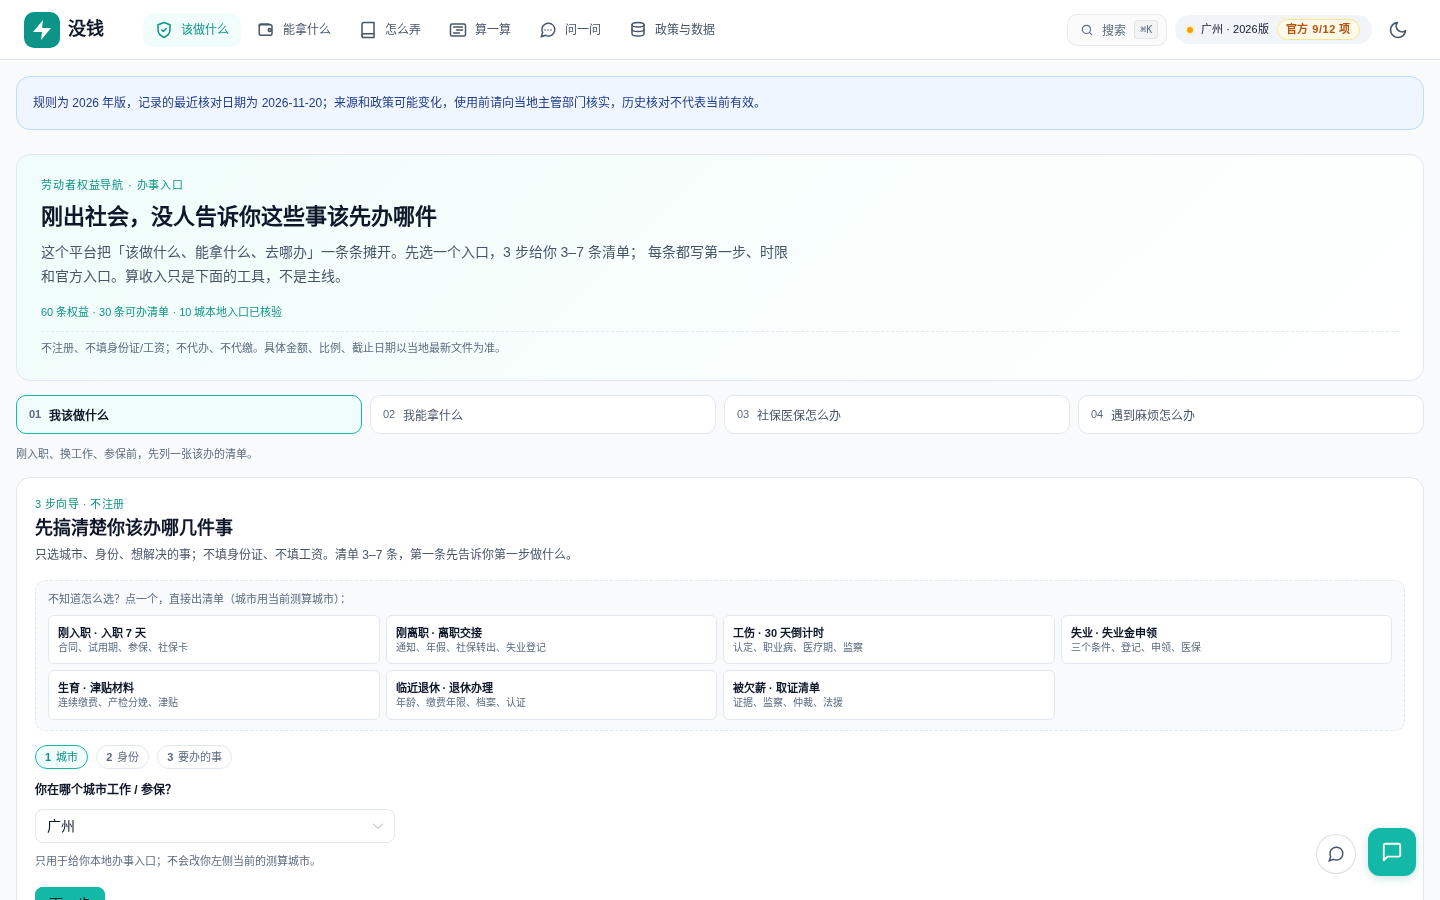 没钱
该做什么
能拿什么
怎么弄
算一算
问一问
政策与数据
搜索 ⌘K
广州 · 2026版 官方 9/12 项
规则为 2026 年版，记录的最近核对日期为 2026-11-20；来源和政策可能变化，使用前请向当地主管部门核实，历史核对不代表当前有效。
劳动者权益导航 · 办事入口
刚出社会，没人告诉你这些事该先办哪件
这个平台把「该做什么、能拿什么、去哪办」一条条摊开。先选一个入口，3 步给你 3–7 条清单； 每条都写第一步、时限
和官方入口。算收入只是下面的工具，不是主线。
60 条权益 · 30 条可办清单 · 10 城本地入口已核验
不注册、不填身份证/工资；不代办、不代缴。具体金额、比例、截止日期以当地最新文件为准。
01 我该做什么
02 我能拿什么
03 社保医保怎么办
04 遇到麻烦怎么办
刚入职、换工作、参保前，先列一张该办的清单。
3 步向导 · 不注册
先搞清楚你该办哪几件事
只选城市、身份、想解决的事；不填身份证、不填工资。清单 3–7 条，第一条先告诉你第一步做什么。
不知道怎么选？点一个，直接出清单（城市用当前测算城市）：
刚入职 · 入职 7 天
合同、试用期、参保、社保卡
刚离职 · 离职交接
通知、年假、社保转出、失业登记
工伤 · 30 天倒计时
认定、职业病、医疗期、监察
失业 · 失业金申领
三个条件、登记、申领、医保
生育 · 津贴材料
连续缴费、产检分娩、津贴
临近退休 · 退休办理
年龄、缴费年限、档案、认证
被欠薪 · 取证清单
证据、监察、仲裁、法援
1 城市
2 身份
3 要办的事
你在哪个城市工作 / 参保？
广州
只用于给你本地办事入口；不会改你左侧当前的测算城市。